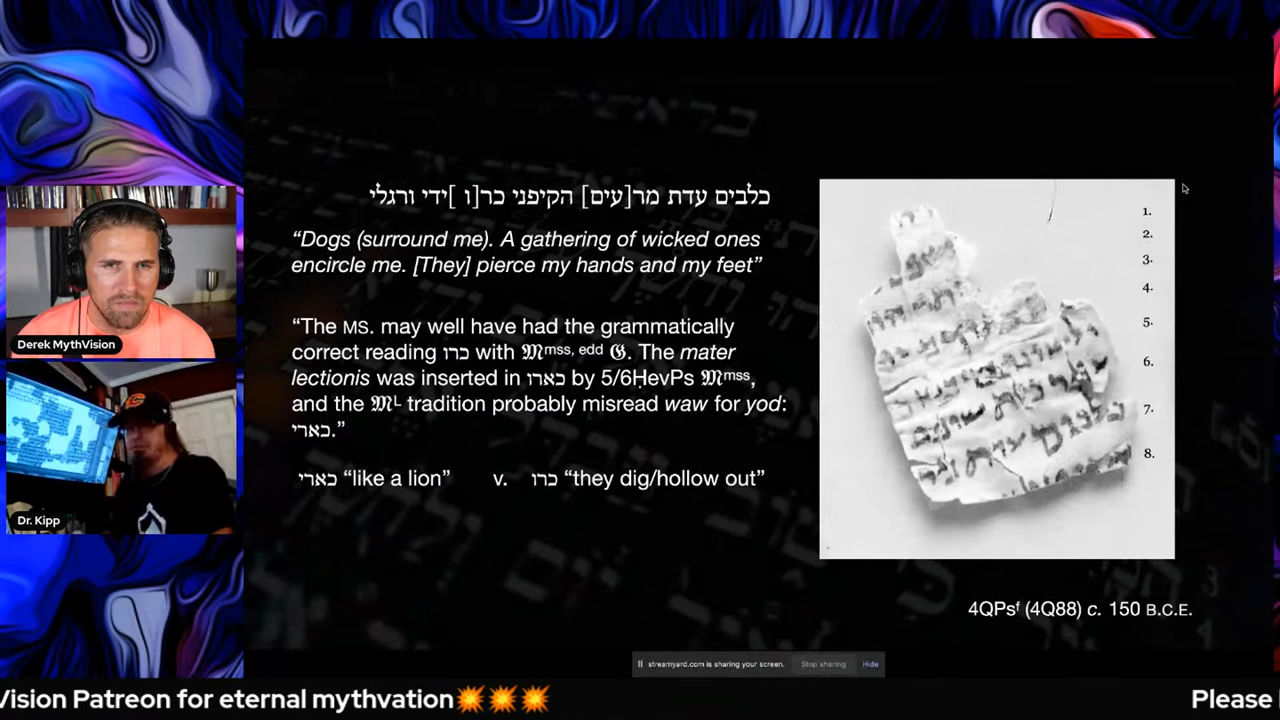 כלבים עדת מר[עים] הקיפני כר[ו ]ידי ורגלי
“Dogs (surround me). A gathering of wicked ones
encircle me. [They] pierce my hands and my feet”
“The MS. may well have had the grammatically
correct reading כרו with 𝔐mss, edd 𝔊. The mater
lectionis was inserted in כארו by 5/6ḤevPs 𝔐mss,
and the 𝔐L tradition probably misread waw for yod:
כארי.”
כארי “like a lion” v. כרו “they dig/hollow out”
1.
2.
3.
4.
5.
6.
7.
8.
4QPsf (4Q88) c. 150 B.C.E.
Derek MythVision
Dr. Kipp
streamyard.com is sharing your screen. Stop sharing Hide
Vision Patreon for eternal mythvation💥💥💥 Please